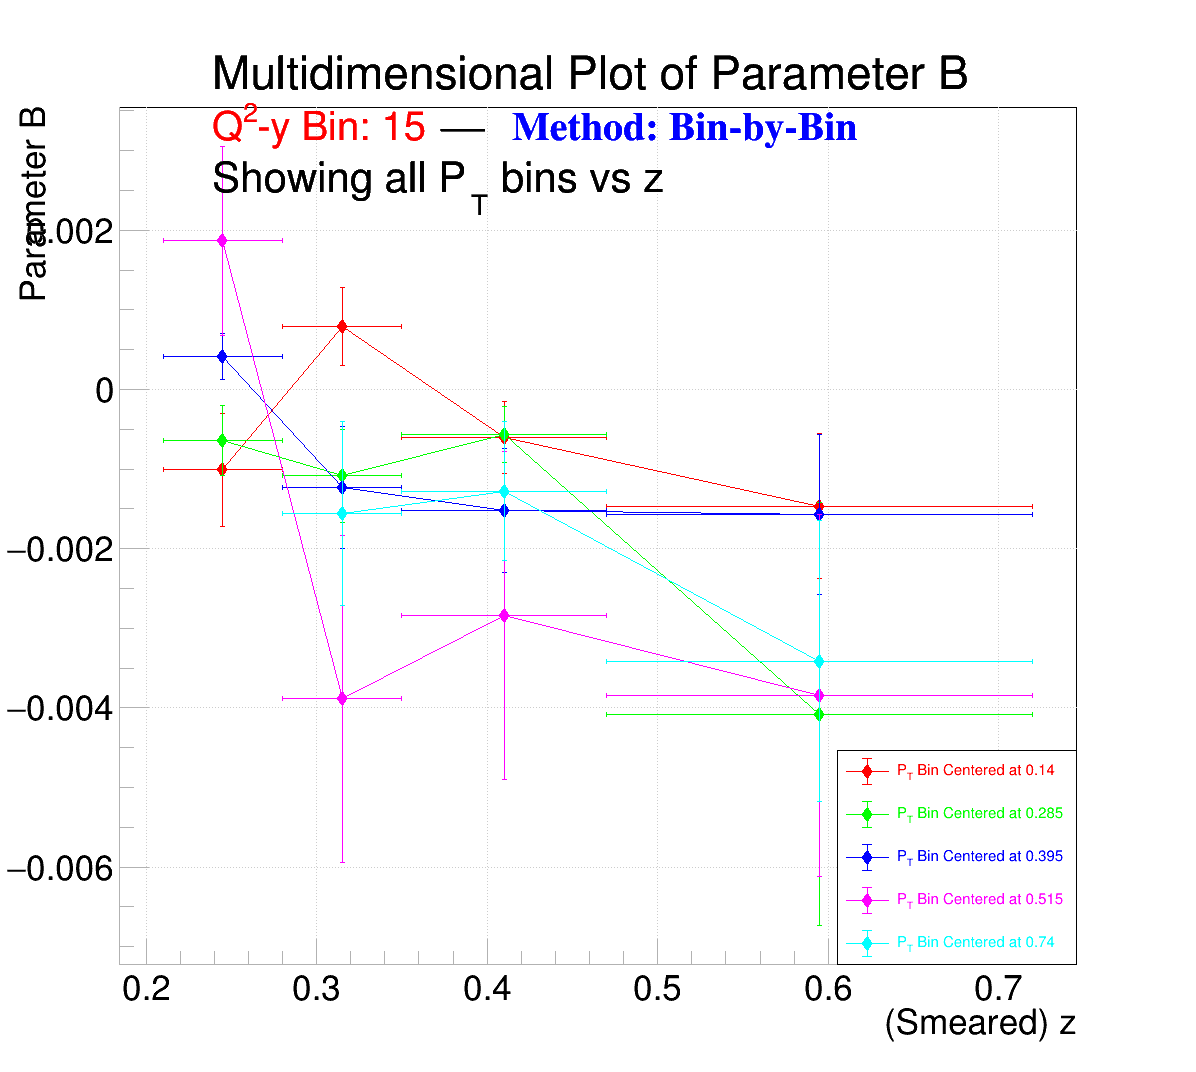 Multidimensional Plot of Parameter B
Q2-y Bin: 15 — Method: Bin-by-Bin
Showing all PT bins vs z
Parameter B
0.002
0
−0.002
−0.004
−0.006
PT Bin Centered at 0.14
PT Bin Centered at 0.285
PT Bin Centered at 0.395
PT Bin Centered at 0.515
PT Bin Centered at 0.74
0.2 0.3 0.4 0.5 0.6 0.7
(Smeared) z